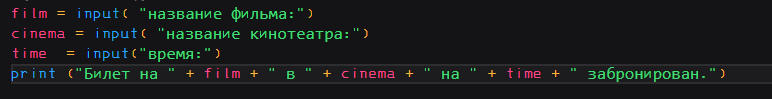 film = input( "название фильма:")
cinema = input( "название кинотеатра:")
time  = input("время:")
print ("Билет на " + film + " в " + cinema + " на " + time + " забронирован.")